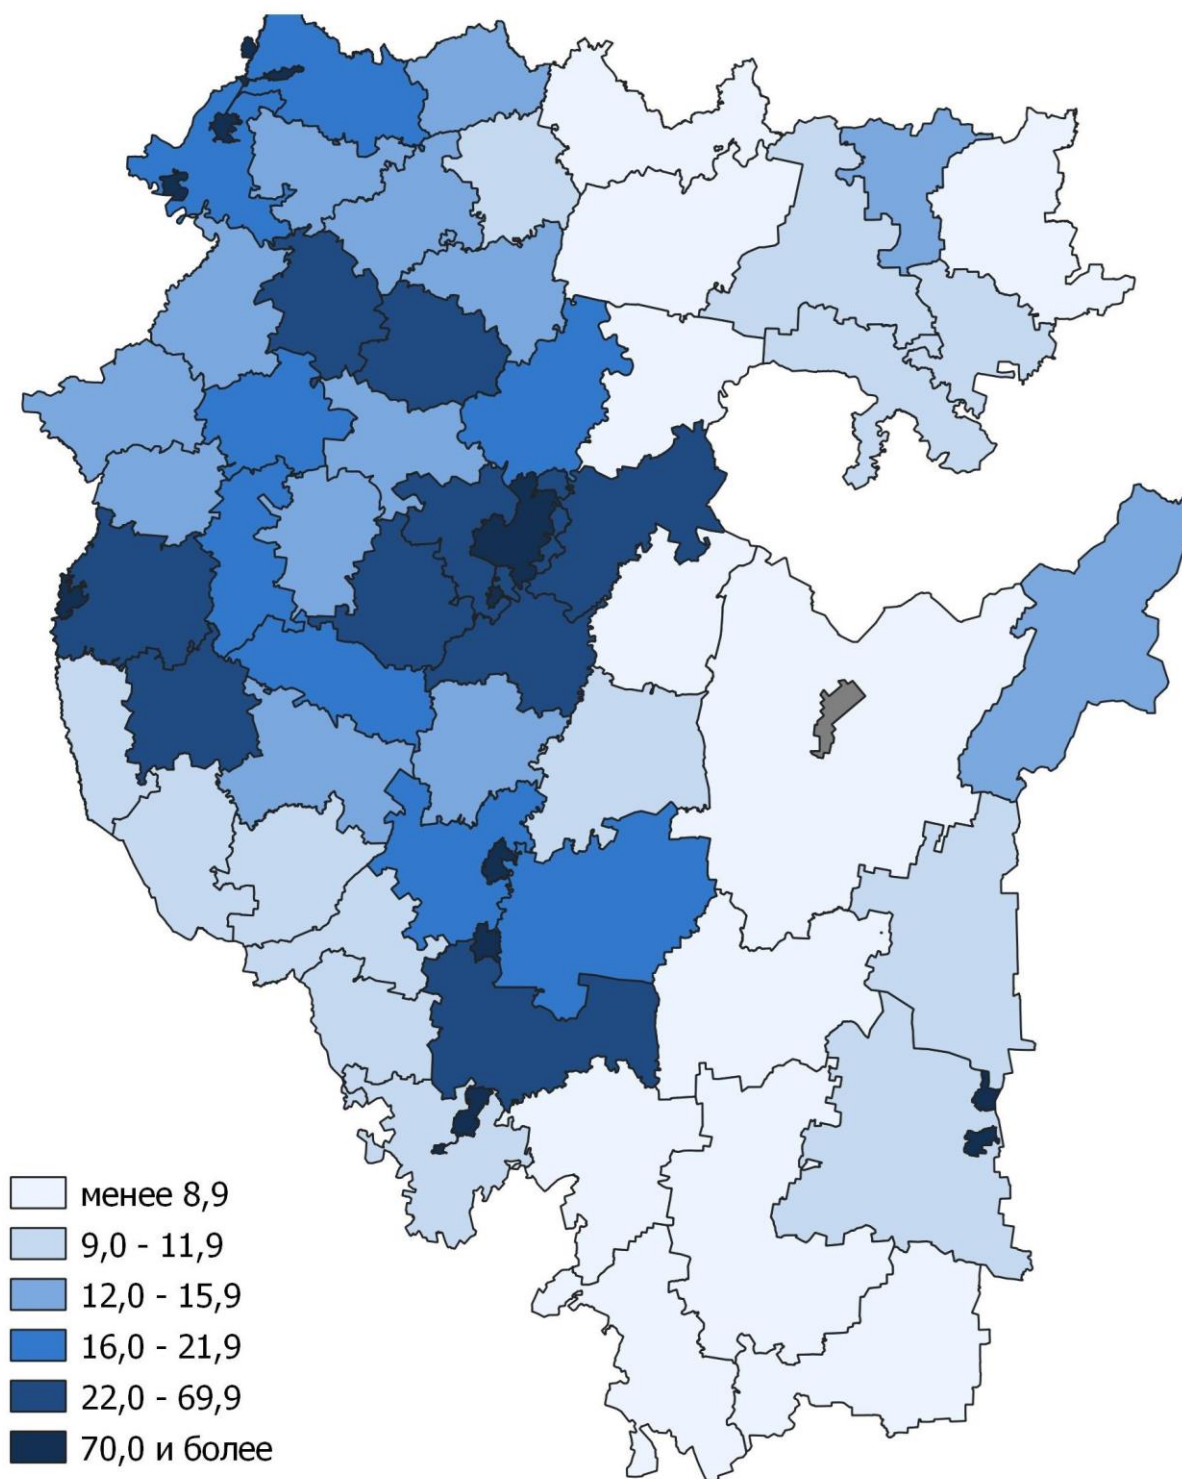 менее 8,9
9,0 - 11,9
12,0 - 15,9
16,0 - 21,9
22,0 - 69,9
70,0 и более